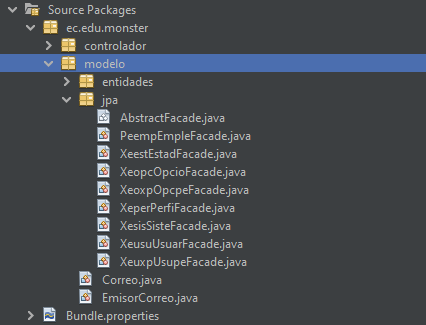 Source Packages
ec.edu.monster
controlador
modelo
entidades
jpa
AbstractFacade.java
PeempEmpleFacade.java
XeestEstadFacade.java
XeopcOpcioFacade.java
XeoxpOpcpeFacade.java
XeperPerfiFacade.java
XesisSisteFacade.java
XeusuUsuarFacade.java
XeuxpUsupeFacade.java
Correo.java
EmisorCorreo.java
Bundle.properties